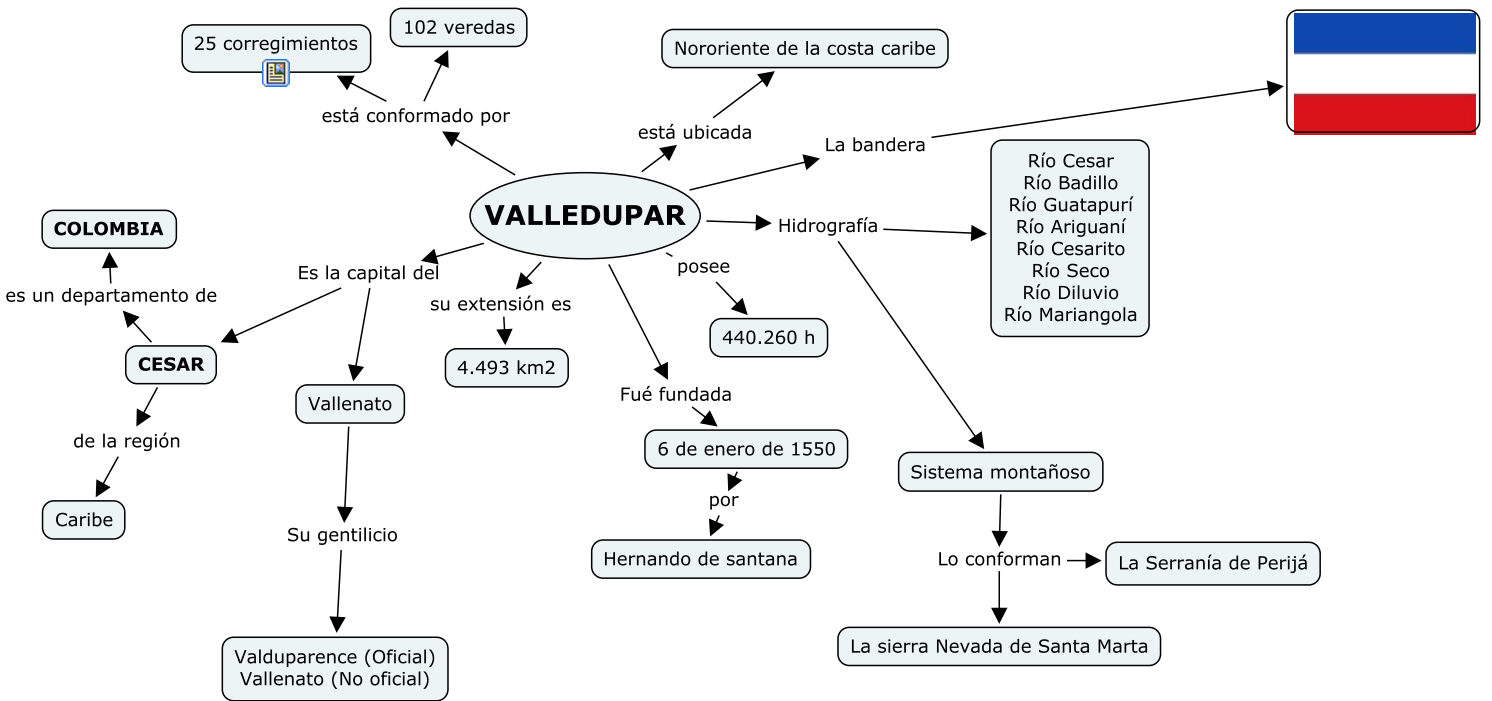 102 veredas
25 corregimientos
Nororiente de la costa caribe
está conformado por
está ubicada
La bandera
Río Cesar
Río Badillo
Río Guatapurí
Río Ariguaní
Río Cesarito
Río Seco
Río Diluvio
Río Mariangola
VALLEDUPAR
Hidrografía
COLOMBIA
Es la capital del
posee
es un departamento de
su extensión es
440.260 h
CESAR
4.493 km2
Vallenato
Fué fundada
de la región
6 de enero de 1550
Sistema montañoso
por
Caribe
Su gentilicio
Hernando de santana
Lo conforman
La Serranía de Perijá
La sierra Nevada de Santa Marta
Valduparence (Oficial)
Vallenato (No oficial)